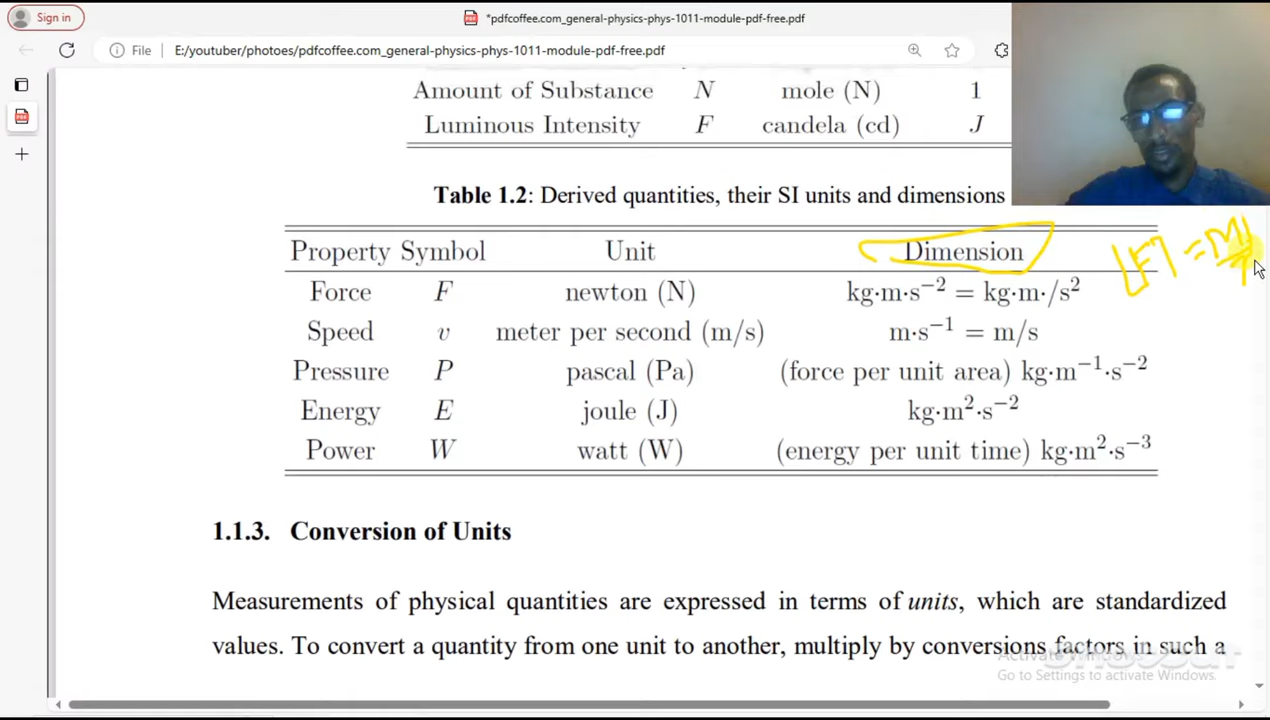 Sign in
*pdfcoffee.com_general-physics-phys-1011-module-pdf-free.pdf
File E:/youtuber/photoes/pdfcoffee.com_general-physics-phys-1011-module-pdf-free.pdf
Amount of Substance N mole (N) 1
Luminous Intensity F candela (cd) J
Table 1.2: Derived quantities, their SI units and dimensions
Property Symbol Unit Dimension
[F] = M
Force F newton (N) kg·m·s⁻² = kg·m·/s²
Speed v meter per second (m/s) m·s⁻¹ = m/s
Pressure P pascal (Pa) (force per unit area) kg·m⁻¹·s⁻²
Energy E joule (J) kg·m²·s⁻²
Power W watt (W) (energy per unit time) kg·m²·s⁻³
1.1.3. Conversion of Units
Measurements of physical quantities are expressed in terms of units, which are standardized
values. To convert a quantity from one unit to another, multiply by conversions factors in such a
Activate Windows
Go to Settings to activate Windows.